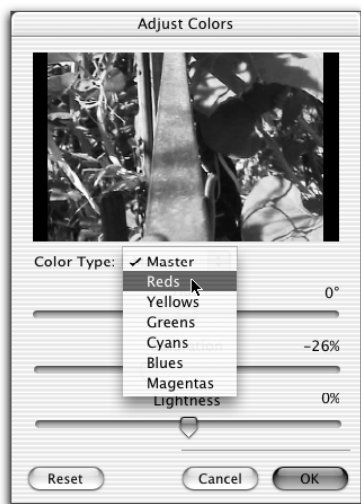 Adjust Colors
Color Type:
✓ Master
Reds
0°
Yellows
Greens
Cyans
-26%
Blues
Magentas
Lightness
0%
Reset
Cancel
OK